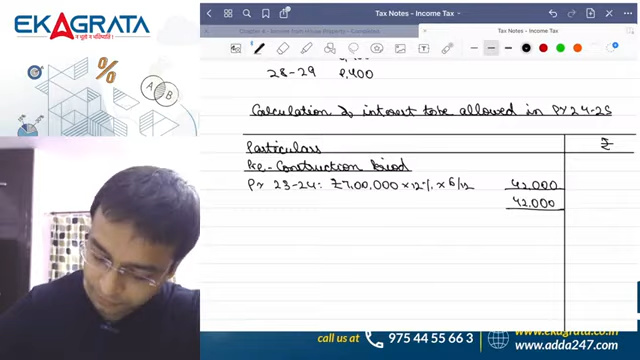 EKAGRATA
Tax Notes - Income Tax
Chapter 4 - Income from House Property - Completed
Tax Notes - Income Tax
28-29 8,400
Calculation of interest to be allowed in PY 24-25
Particulars ₹
Pre-Construction Period
PY 23-24: ₹7,00,000 × 12% × 6/12 42,000
42,000
%
A
B
call us at 975 44 55 66 3
www.ekagrata.co.in
www.adda247.com